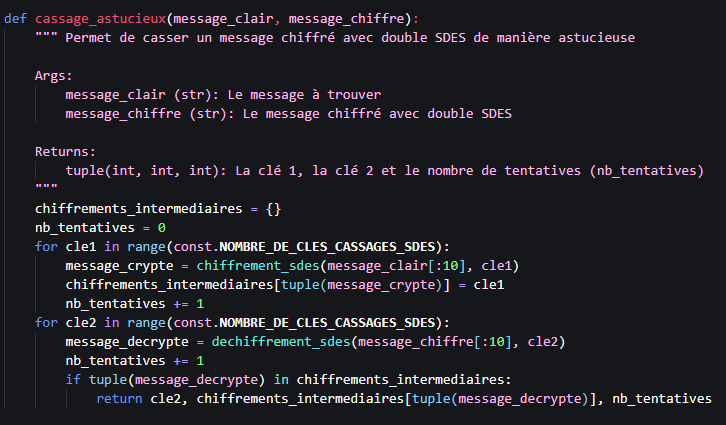 def cassage_astucieux(message_clair, message_chiffre):
    """ Permet de casser un message chiffré avec double SDES de manière astucieuse

    Args:
        message_clair (str): Le message à trouver
        message_chiffre (str): Le message chiffré avec double SDES

    Returns:
        tuple(int, int, int): La clé 1, la clé 2 et le nombre de tentatives (nb_tentatives)
    """
    chiffrements_intermediaires = {}
    nb_tentatives = 0
    for cle1 in range(const.NOMBRE_DE_CLES_CASSAGES_SDES):
        message_crypte = chiffrement_sdes(message_clair[:10], cle1)
        chiffrements_intermediaires[tuple(message_crypte)] = cle1
        nb_tentatives += 1
    for cle2 in range(const.NOMBRE_DE_CLES_CASSAGES_SDES):
        message_decrypte = dechiffrement_sdes(message_chiffre[:10], cle2)
        nb_tentatives += 1
        if tuple(message_decrypte) in chiffrements_intermediaires:
            return cle2, chiffrements_intermediaires[tuple(message_decrypte)], nb_tentatives